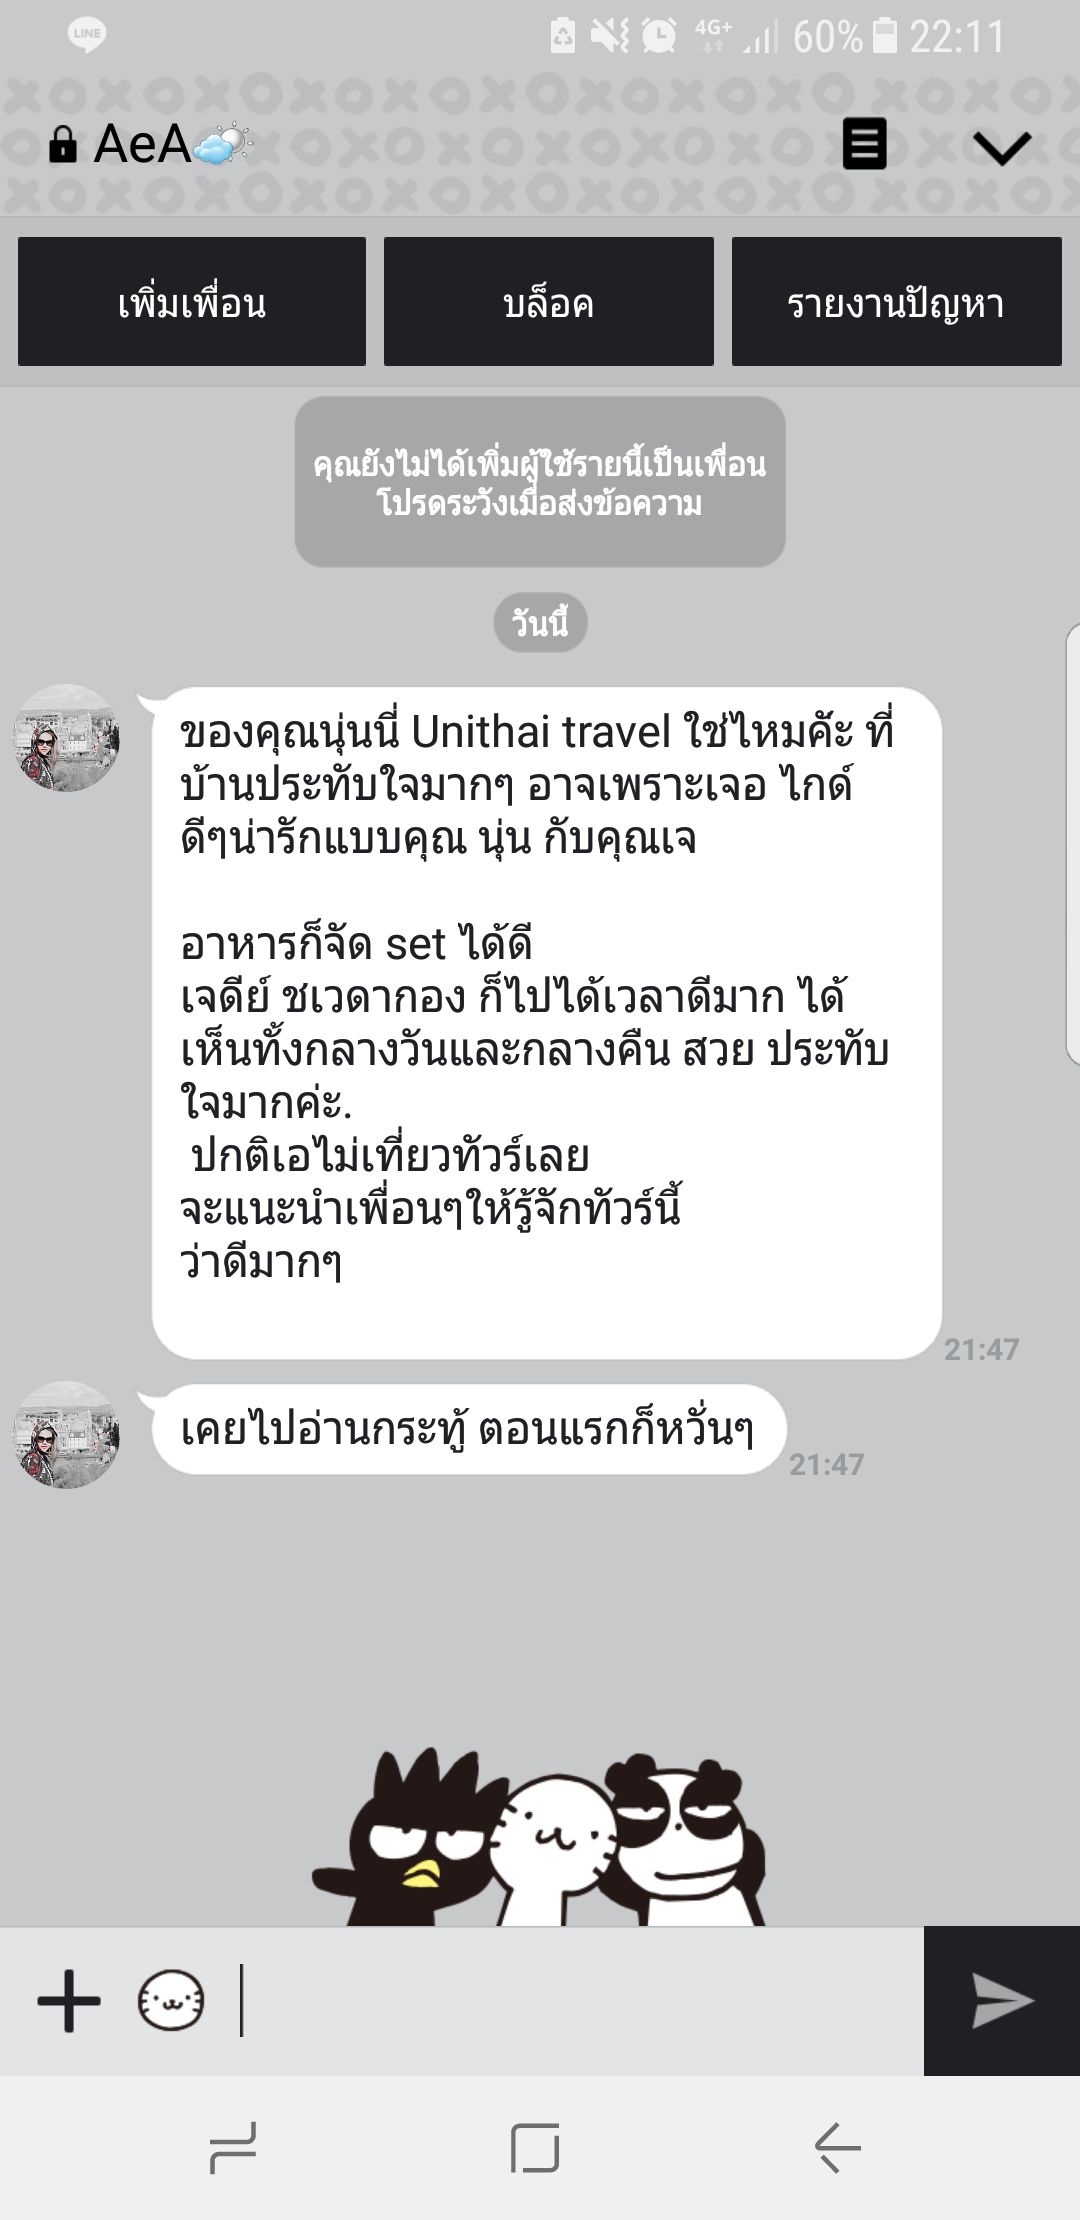 LINE
4G+ 60% 22:11
AeA
เพิ่มเพื่อน
บล็อค
รายงานปัญหา
คุณยังไม่ได้เพิ่มผู้ใช้รายนี้เป็นเพื่อน
โปรดระวังเมื่อส่งข้อความ
วันนี้
ของคุณนุ่นนี่ Unithai travel ใช่ไหมค๊ะ ที่
บ้านประทับใจมากๆ อาจเพราะเจอ ไกด์
ดีๆน่ารักแบบคุณ นุ่น กับคุณเจ
อาหารก็จัด set ได้ดี
เจดีย์ ชเวดากอง ก็ไปได้เวลาดีมาก ได้
เห็นทั้งกลางวันและกลางคืน สวย ประทับ
ใจมากค่ะ.
ปกติเอไม่เที่ยวทัวร์เลย
จะแนะนำเพื่อนๆให้รู้จักทัวร์นี้
ว่าดีมากๆ
21:47
เคยไปอ่านกระทู้ ตอนแรกก็หวั่นๆ
21:47